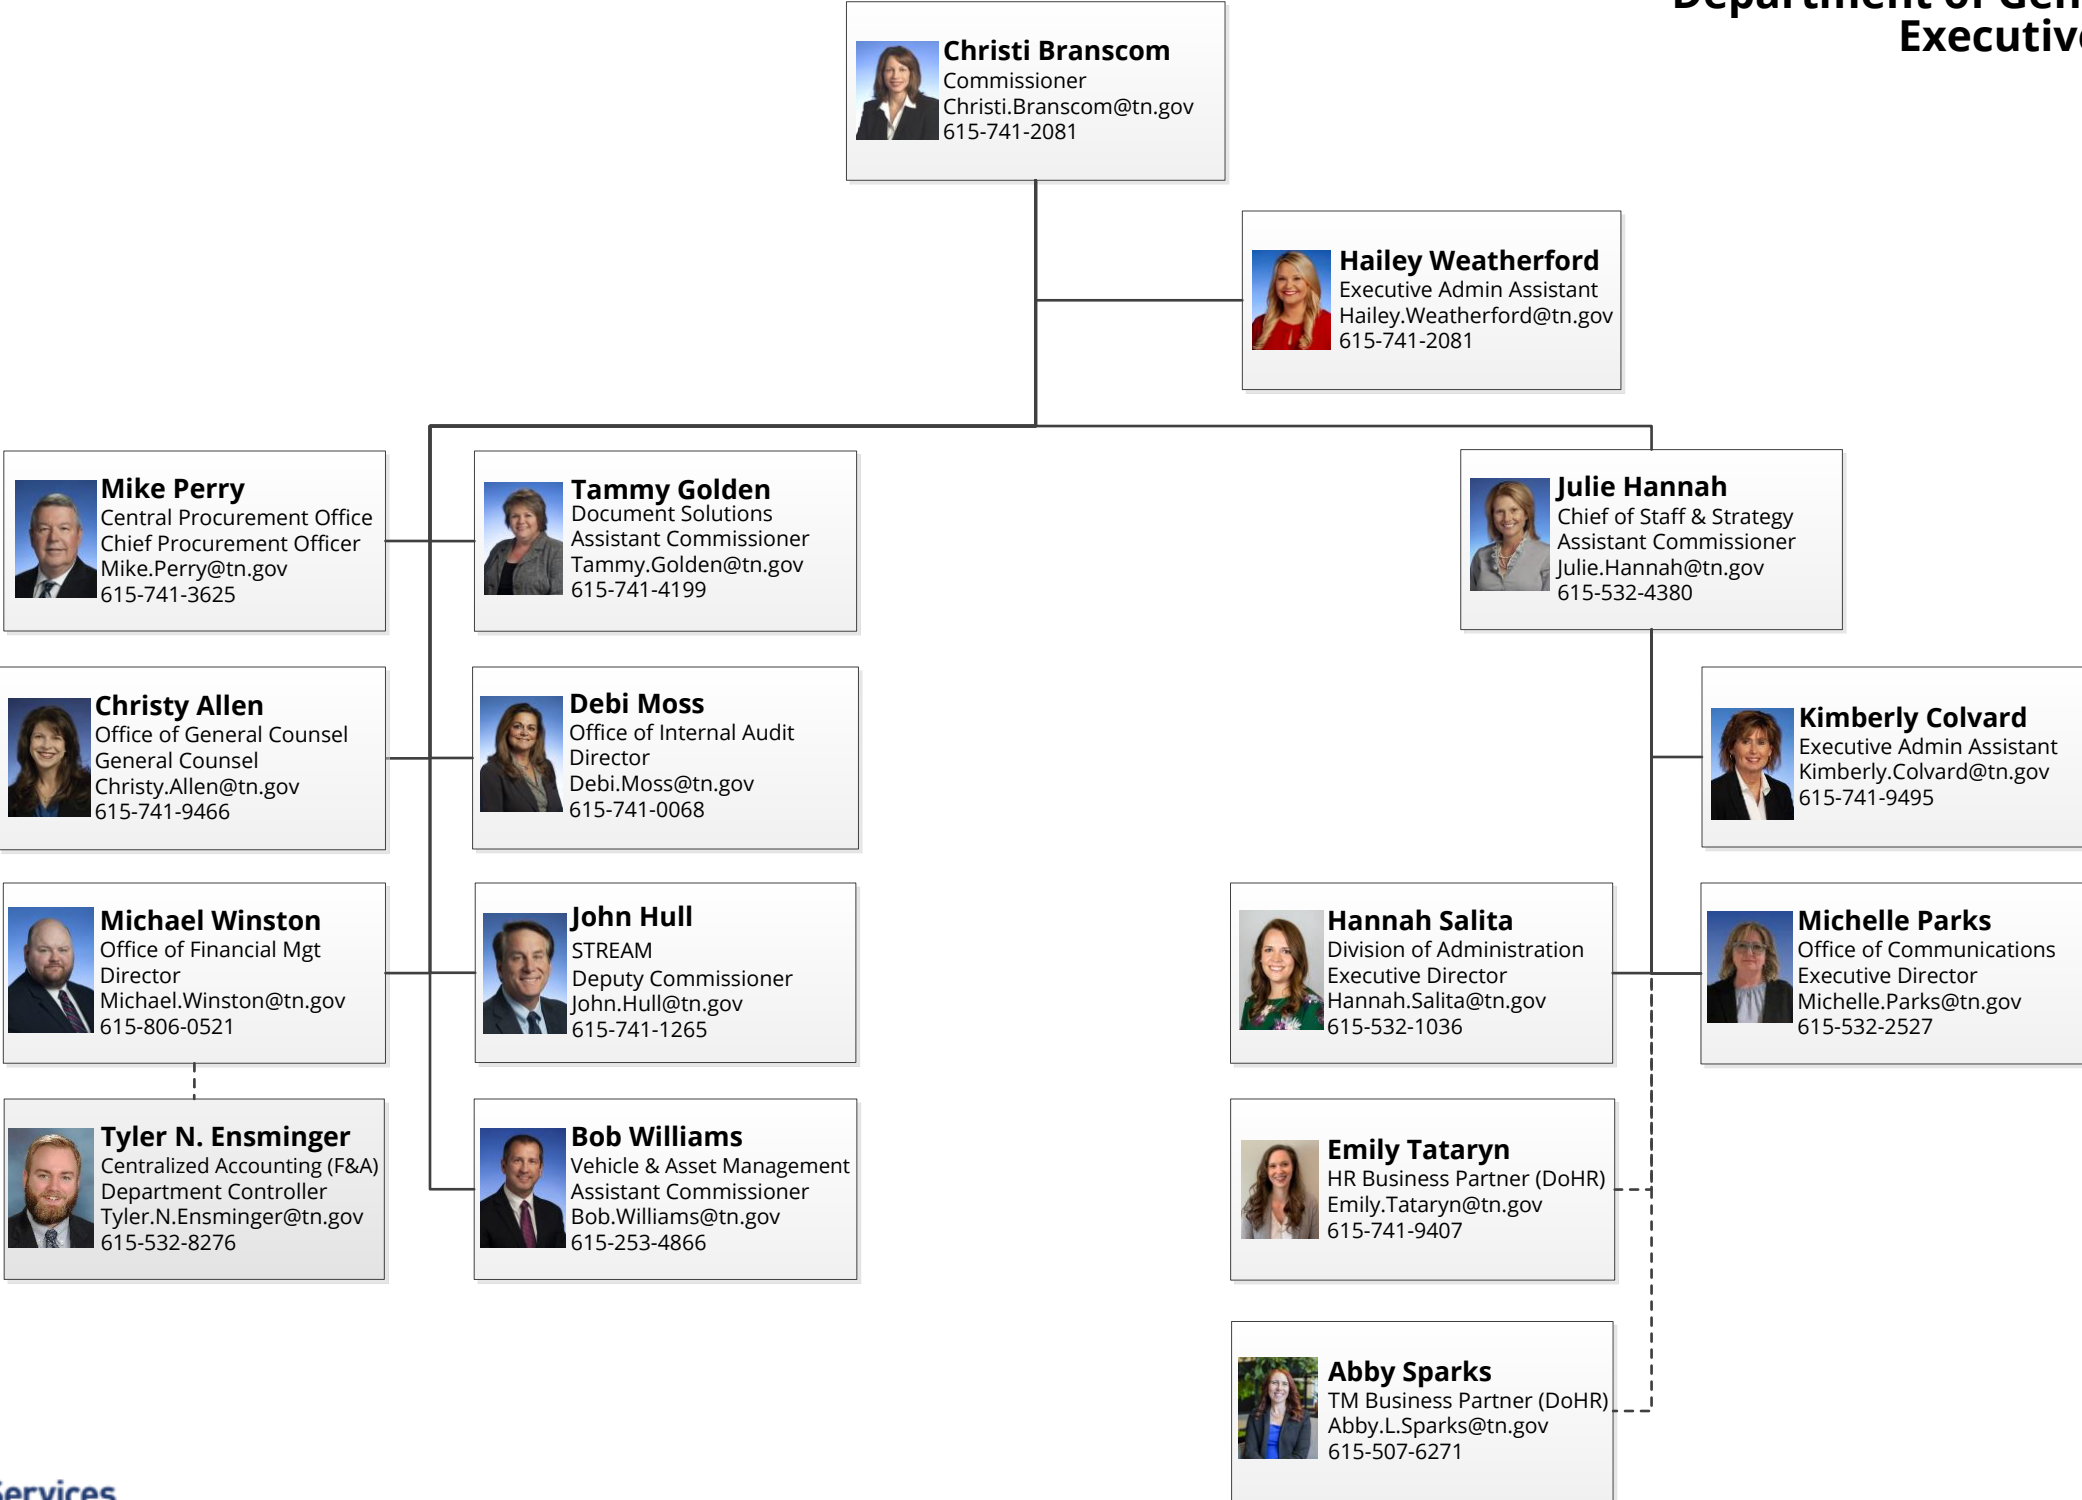 Department of
Executive
Christi Branscom
Commissioner
Christi.Branscom@tn.gov
615-741-2081
Hailey Weatherford
Executive Admin Assistant
Hailey.Weatherford@tn.gov
615-741-2081
Mike Perry
Central Procurement Office
Chief Procurement Officer
Mike.Perry@tn.gov
615-741-3625
Tammy Golden
Document Solutions
Assistant Commissioner
Tammy.Golden@tn.gov
615-741-4199
Julie Hannah
Chief of Staff & Strategy
Assistant Commissioner
Julie.Hannah@tn.gov
615-532-4380
Christy Allen
Office of General Counsel
General Counsel
Christy.Allen@tn.gov
615-741-9466
Debi Moss
Office of Internal Audit
Director
Debi.Moss@tn.gov
615-741-0068
Kimberly Colvard
Executive Admin Assistant
Kimberly.Colvard@tn.gov
615-741-9495
Michael Winston
Office of Financial Mgt
Director
Michael.Winston@tn.gov
615-806-0521
John Hull
STREAM
Deputy Commissioner
John.Hull@tn.gov
615-741-1265
Hannah Salita
Division of Administration
Executive Director
Hannah.Salita@tn.gov
615-532-1036
Michelle Parks
Office of Communications
Executive Director
Michelle.Parks@tn.gov
615-532-2527
Tyler N. Ensminger
Centralized Accounting (F&A)
Department Controller
Tyler.N.Ensminger@tn.gov
615-532-8276
Bob Williams
Vehicle & Asset Management
Assistant Commissioner
Bob.Williams@tn.gov
615-253-4866
Emily Tataryn
HR Business Partner (DoHR)
Emily.Tataryn@tn.gov
615-741-9407
Abby Sparks
TM Business Partner (DoHR)
Abby.L.Sparks@tn.gov
615-507-6271
Services